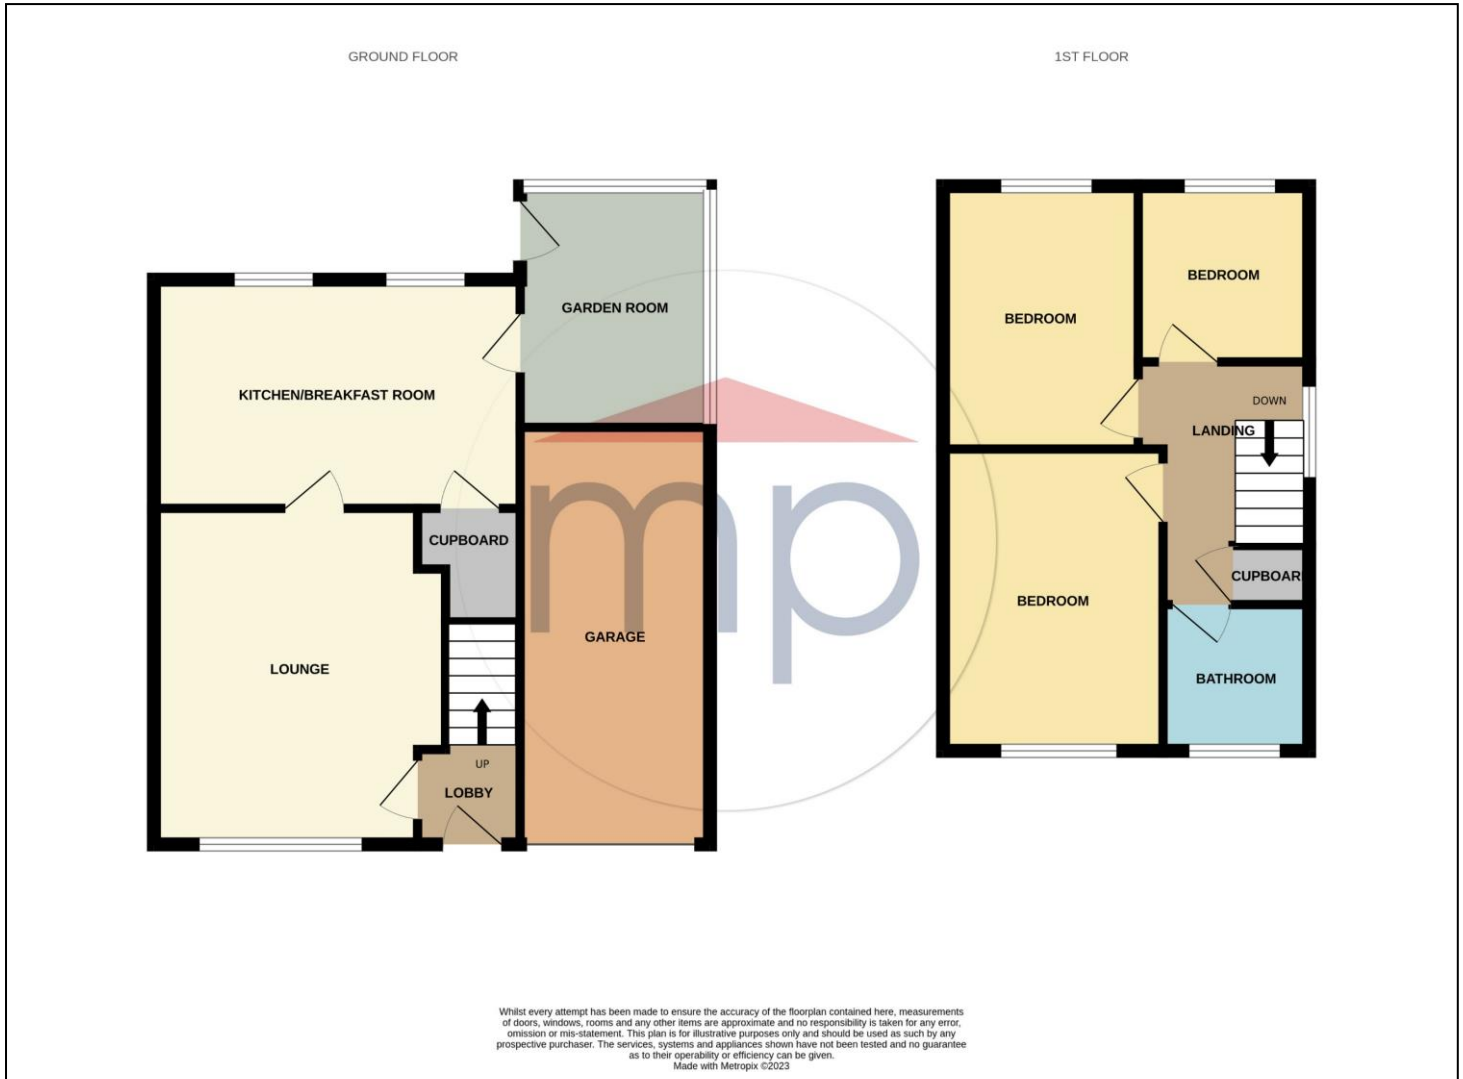 GROUND FLOOR
1ST FLOOR
GARDEN ROOM
KITCHEN/BREAKFAST ROOM
CUPBOARD
LOUNGE
GARAGE
UP
LOBBY
BEDROOM
BEDROOM
DOWN
LANDING
BEDROOM
CUPBOARD
BATHROOM
mp
Whilst every attempt has been made to ensure the accuracy of the floorplan contained here, measurements
of doors, windows, rooms and any other items are approximate and no responsibility is taken for any error,
omission or mis-statement. This plan is for illustrative purposes only and should be used as such by any
prospective purchaser. The services, systems and appliances shown have not been tested and no guarantee
as to their operability or efficiency can be given.
Made with Metropix ©2023